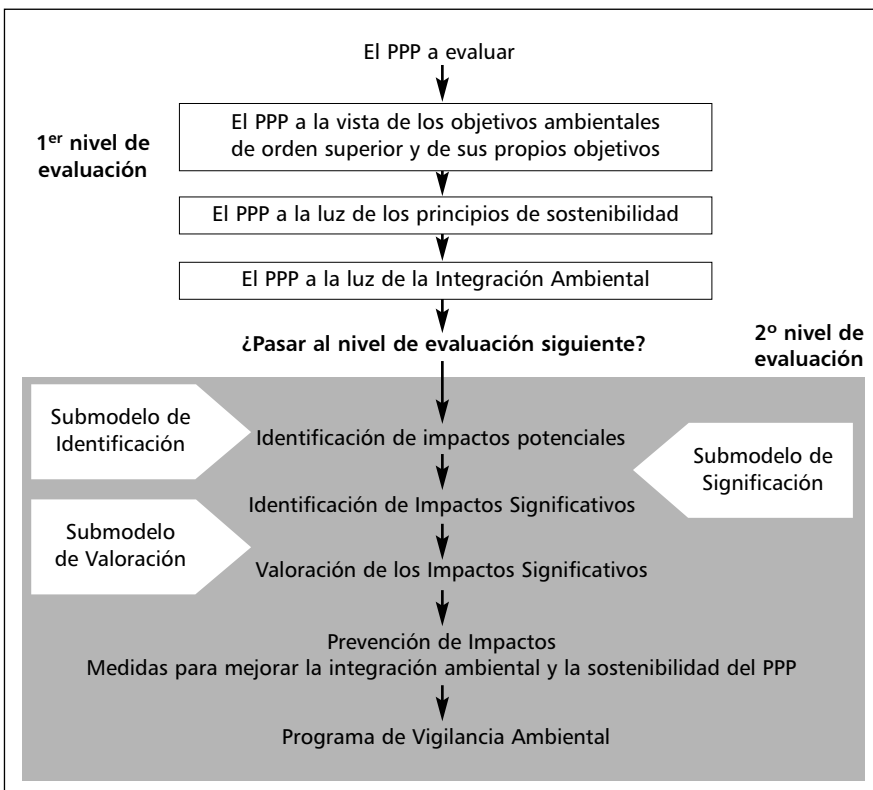 El PPP a evaluar
1er nivel de
evaluación
El PPP a la vista de los objetivos ambientales
de orden superior y de sus propios objetivos
El PPP a la luz de los principios de sostenibilidad
El PPP a la luz de la Integración Ambiental
¿Pasar al nivel de evaluación siguiente?
2º nivel de
evaluación
Submodelo de
Identificación
Identificación de impactos potenciales
Submodelo de
Significación
Identificación de Impactos Significativos
Submodelo
de Valoración
Valoración de los Impactos Significativos
Prevención de Impactos
Medidas para mejorar la integración ambiental y la sostenibilidad del PPP
Programa de Vigilancia Ambiental